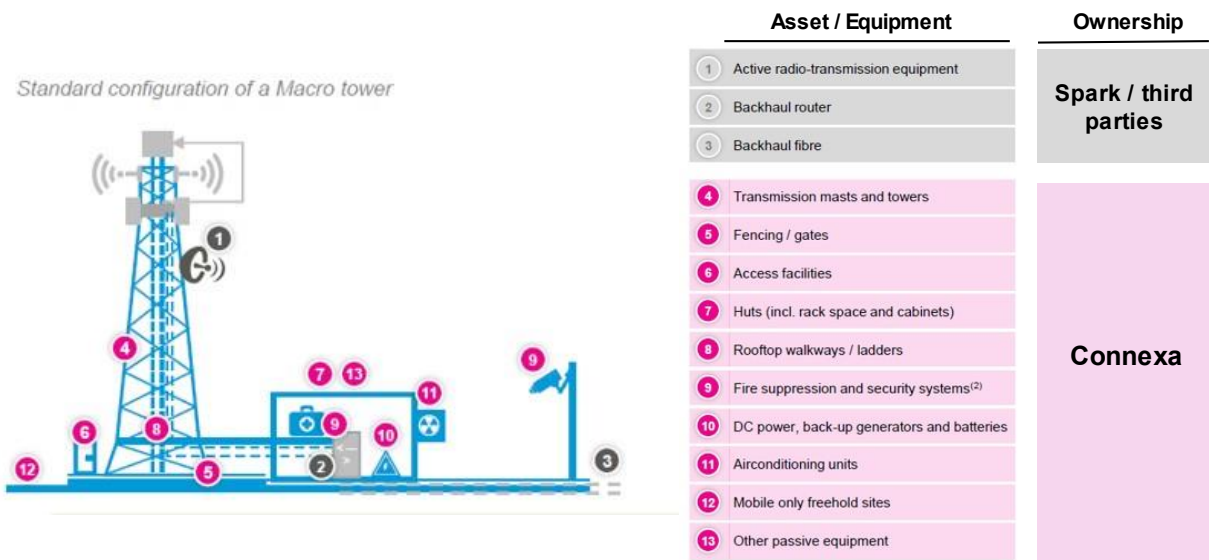 Asset / Equipment
Ownership
Standard configuration of a Macro tower
1 Active radio-transmission equipment
2 Backhaul router
3 Backhaul fibre
Spark / third
parties
4 Transmission masts and towers
5 Fencing / gates
6 Access facilities
7 Huts (incl. rack space and cabinets)
8 Rooftop walkways / ladders
9 Fire suppression and security systems(2)
10 DC power, back-up generators and batteries
11 Airconditioning units
12 Mobile only freehold sites
13 Other passive equipment
Connexa
1
4
7 13
9
11
6
8
9
10
12
5
2
3